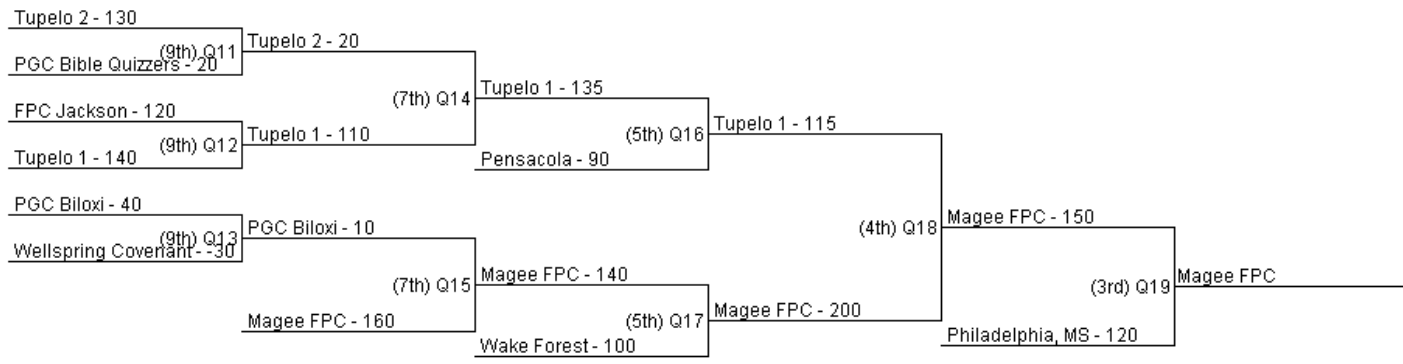 Tupelo 2 - 130
(9th) Q11
Tupelo 2 - 20
PGC Bible Quizzers - 20
(7th) Q14
Tupelo 1 - 135
FPC Jackson - 120
(9th) Q12
Tupelo 1 - 110
(5th) Q16
Tupelo 1 - 115
Tupelo 1 - 140
Pensacola - 90
PGC Biloxi - 40
(9th) Q13
PGC Biloxi - 10
Wellspring Covenant - -30
(4th) Q18
Magee FPC - 150
(7th) Q15
Magee FPC - 140
(3rd) Q19
Magee FPC
Magee FPC - 160
(5th) Q17
Magee FPC - 200
Wake Forest - 100
Philadelphia, MS - 120